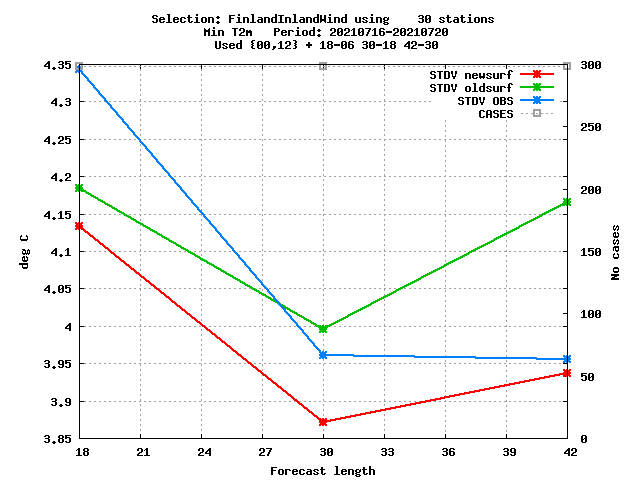 Selection: FinlandInlandWind using    30 stations
Min T2m   Period: 20210716-20210720
Used {00,12} + 18-06 30-18 42-30
STDV newsurf
STDV oldsurf
STDV OBS
CASES
deg C
4.35
4.3
4.25
4.2
4.15
4.1
4.05
4
3.95
3.9
3.85
300
250
200
150
100
50
0
No cases
18 21 24 27 30 33 36 39 42
Forecast length